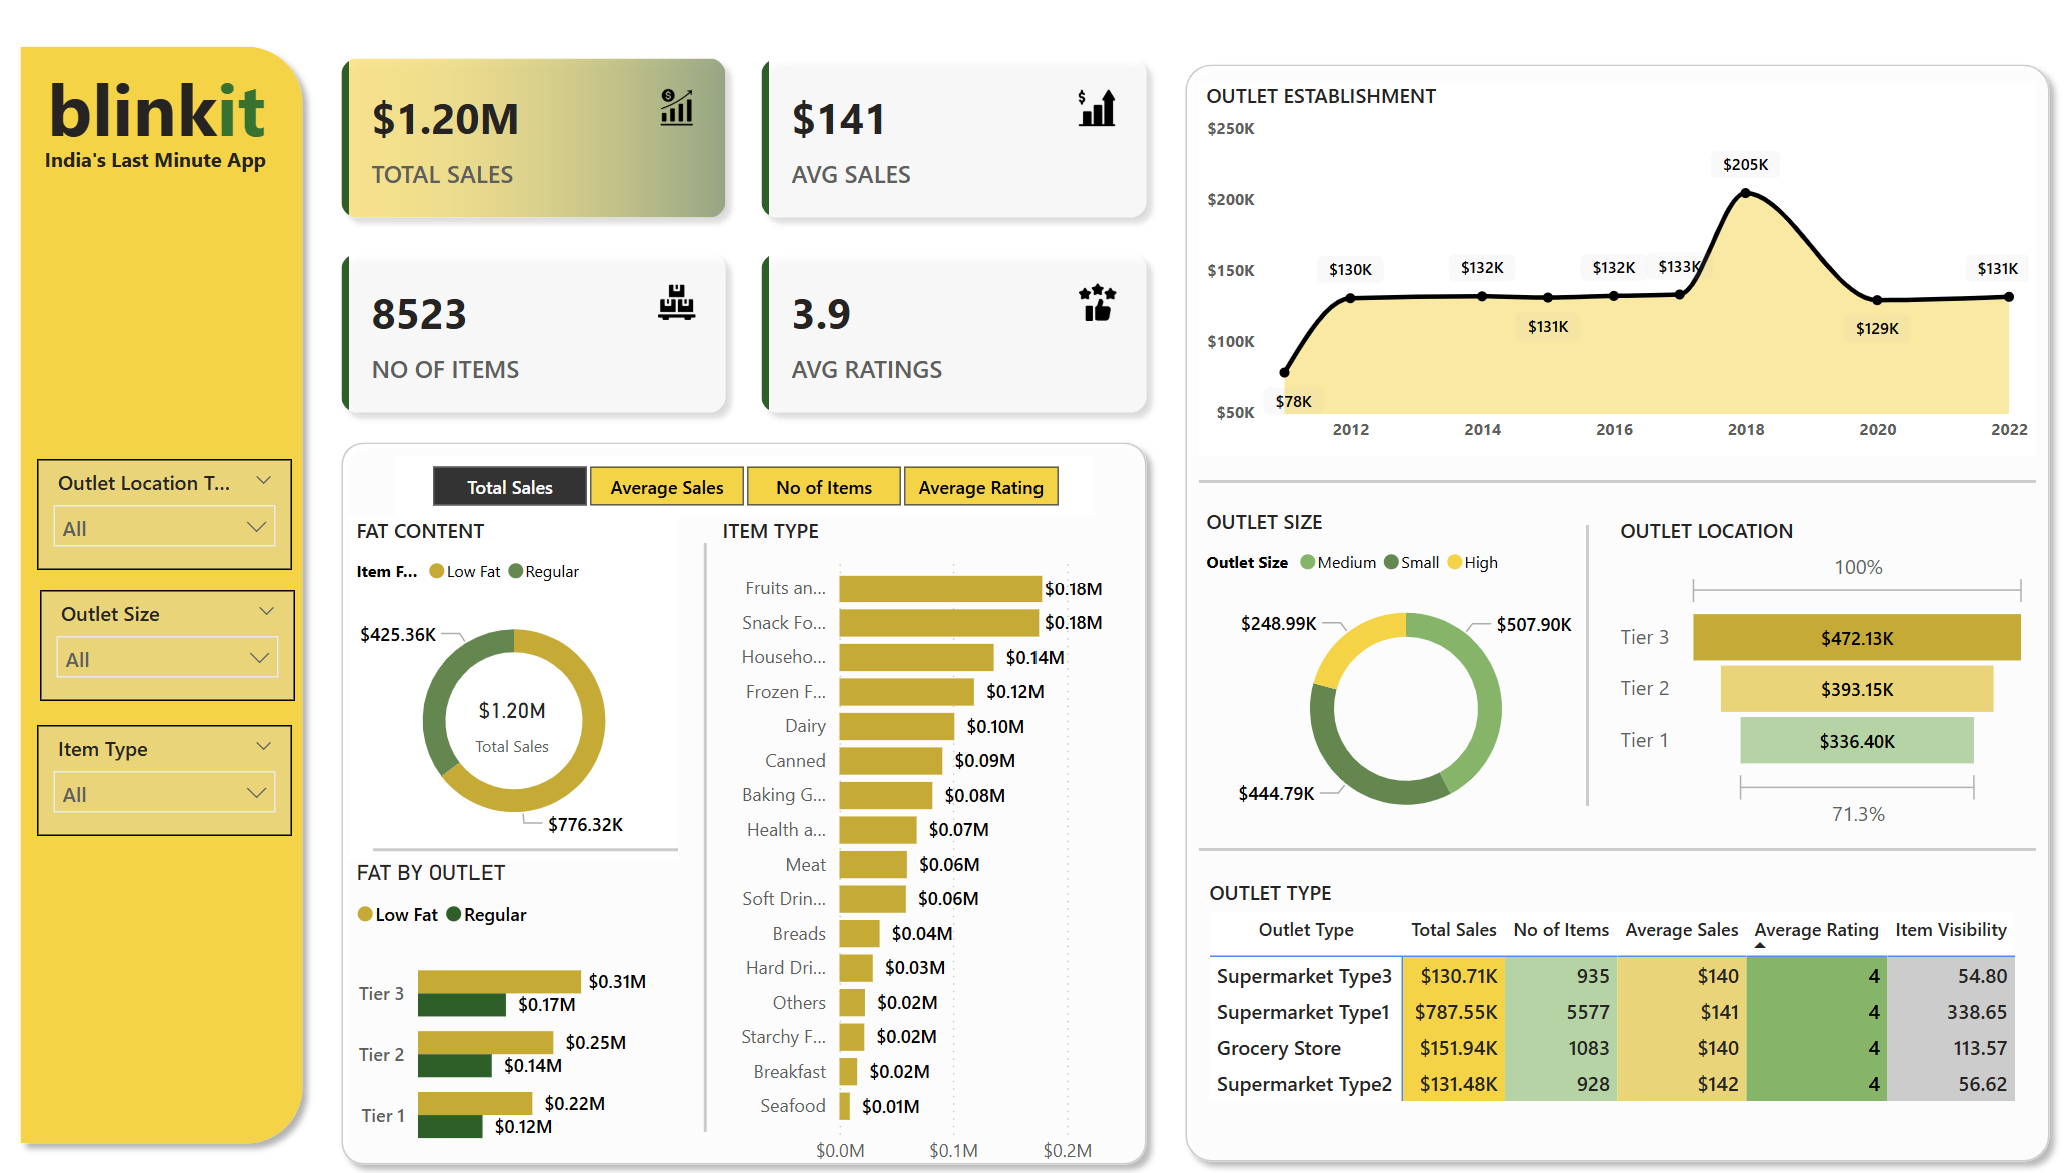 blinkit
India's Last Minute App
Outlet Location T...
All
Outlet Size
All
Item Type
All
$1.20M
TOTAL SALES
$141
AVG SALES
8523
NO OF ITEMS
3.9
AVG RATINGS
Total Sales Average Sales No of Items Average Rating
FAT CONTENT
Item F... Low Fat Regular
$425.36K
$1.20M
Total Sales
$776.32K
FAT BY OUTLET
Low Fat Regular
Tier 3 $0.31M
$0.17M
Tier 2 $0.25M
$0.14M
Tier 1 $0.22M
$0.12M
ITEM TYPE
Fruits an... $0.18M
Snack Fo... $0.18M
Househo... $0.14M
Frozen F... $0.12M
Dairy $0.10M
Canned $0.09M
Baking G... $0.08M
Health a... $0.07M
Meat $0.06M
Soft Drin... $0.06M
Breads $0.04M
Hard Dri... $0.03M
Others $0.02M
Starchy F... $0.02M
Breakfast $0.02M
Seafood $0.01M
$0.0M $0.1M $0.2M
OUTLET ESTABLISHMENT
$250K
$205K
$200K
$150K $130K $132K $132K $133K $131K
$131K $129K
$100K
$78K
$50K
2012 2014 2016 2018 2020 2022
OUTLET SIZE
Outlet Size Medium Small High
$248.99K $507.90K
$444.79K
OUTLET LOCATION
100%
Tier 3 $472.13K
Tier 2 $393.15K
Tier 1 $336.40K
71.3%
OUTLET TYPE
Outlet Type Total Sales No of Items Average Sales Average Rating Item Visibility
Supermarket Type3 $130.71K 935 $140 4 54.80
Supermarket Type1 $787.55K 5577 $141 4 338.65
Grocery Store $151.94K 1083 $140 4 113.57
Supermarket Type2 $131.48K 928 $142 4 56.62